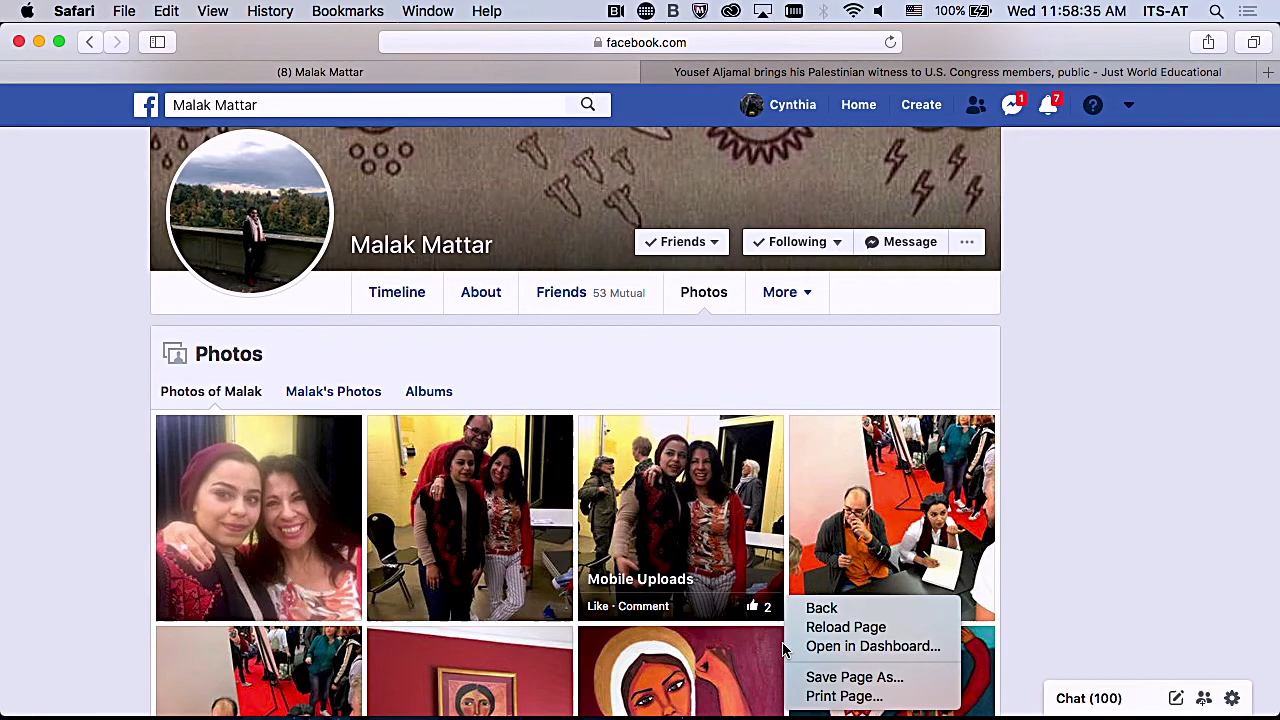 Safari File Edit View History Bookmarks Window Help 100% Wed 11:58:35 AM ITS-AT
facebook.com
(8) Malak Mattar Yousef Aljamal brings his Palestinian witness to U.S. Congress members, public - Just World Educational
Malak Mattar Cynthia Home Create 1 7
Malak Mattar Friends Following Message
Timeline About Friends 53 Mutual Photos More
Photos
Photos of Malak Malak's Photos Albums
Mobile Uploads
Like · Comment 2
Back
Reload Page
Open in Dashboard...
Save Page As...
Print Page...
Chat (100)